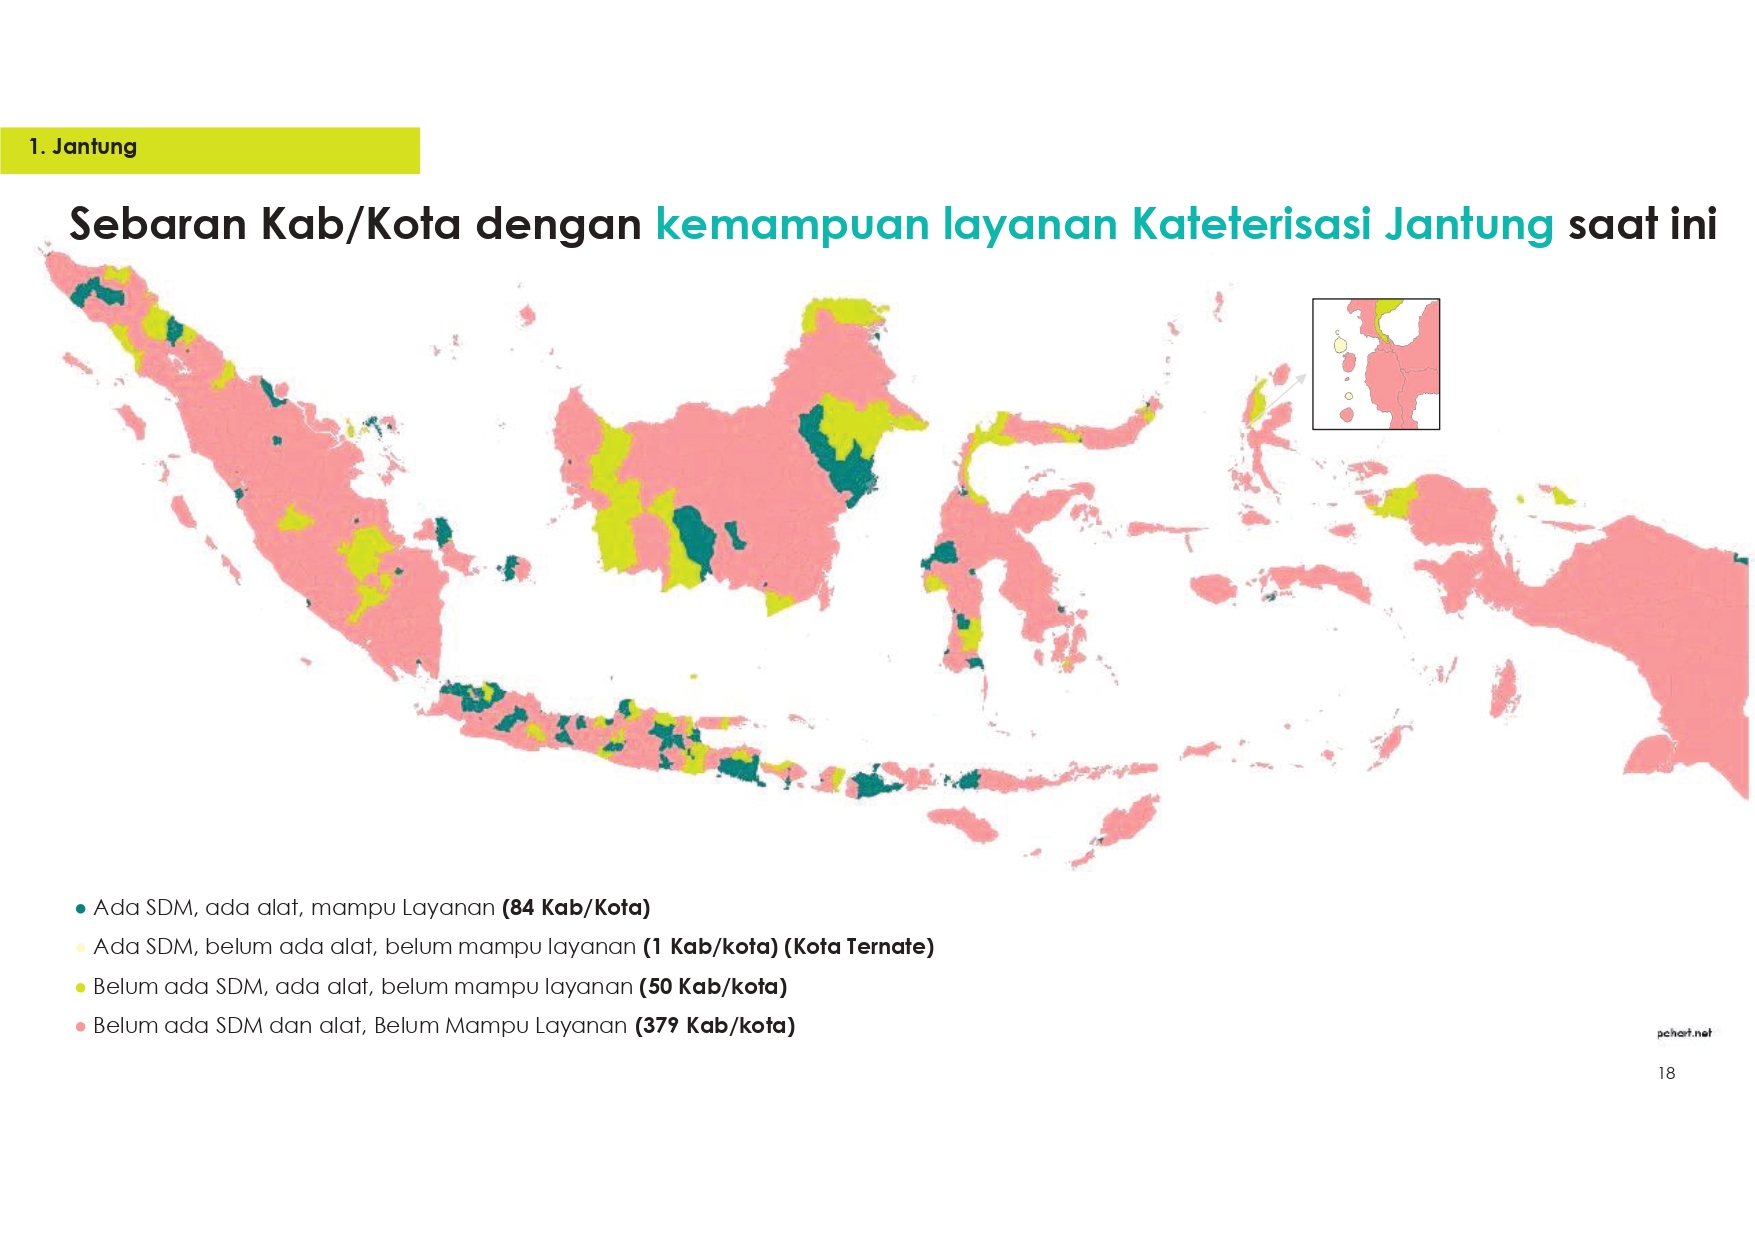 1. Jantung
Sebaran Kab/Kota dengan kemampuan layanan Kateterisasi Jantung saat ini
Ada SDM, ada alat, mampu Layanan (84 Kab/Kota)
Ada SDM, belum ada alat, belum mampu layanan (1 Kab/kota) (Kota Ternate)
Belum ada SDM, ada alat, belum mampu layanan (50 Kab/kota)
Belum ada SDM dan alat, Belum Mampu Layanan (379 Kab/kota)
pchart.net
18